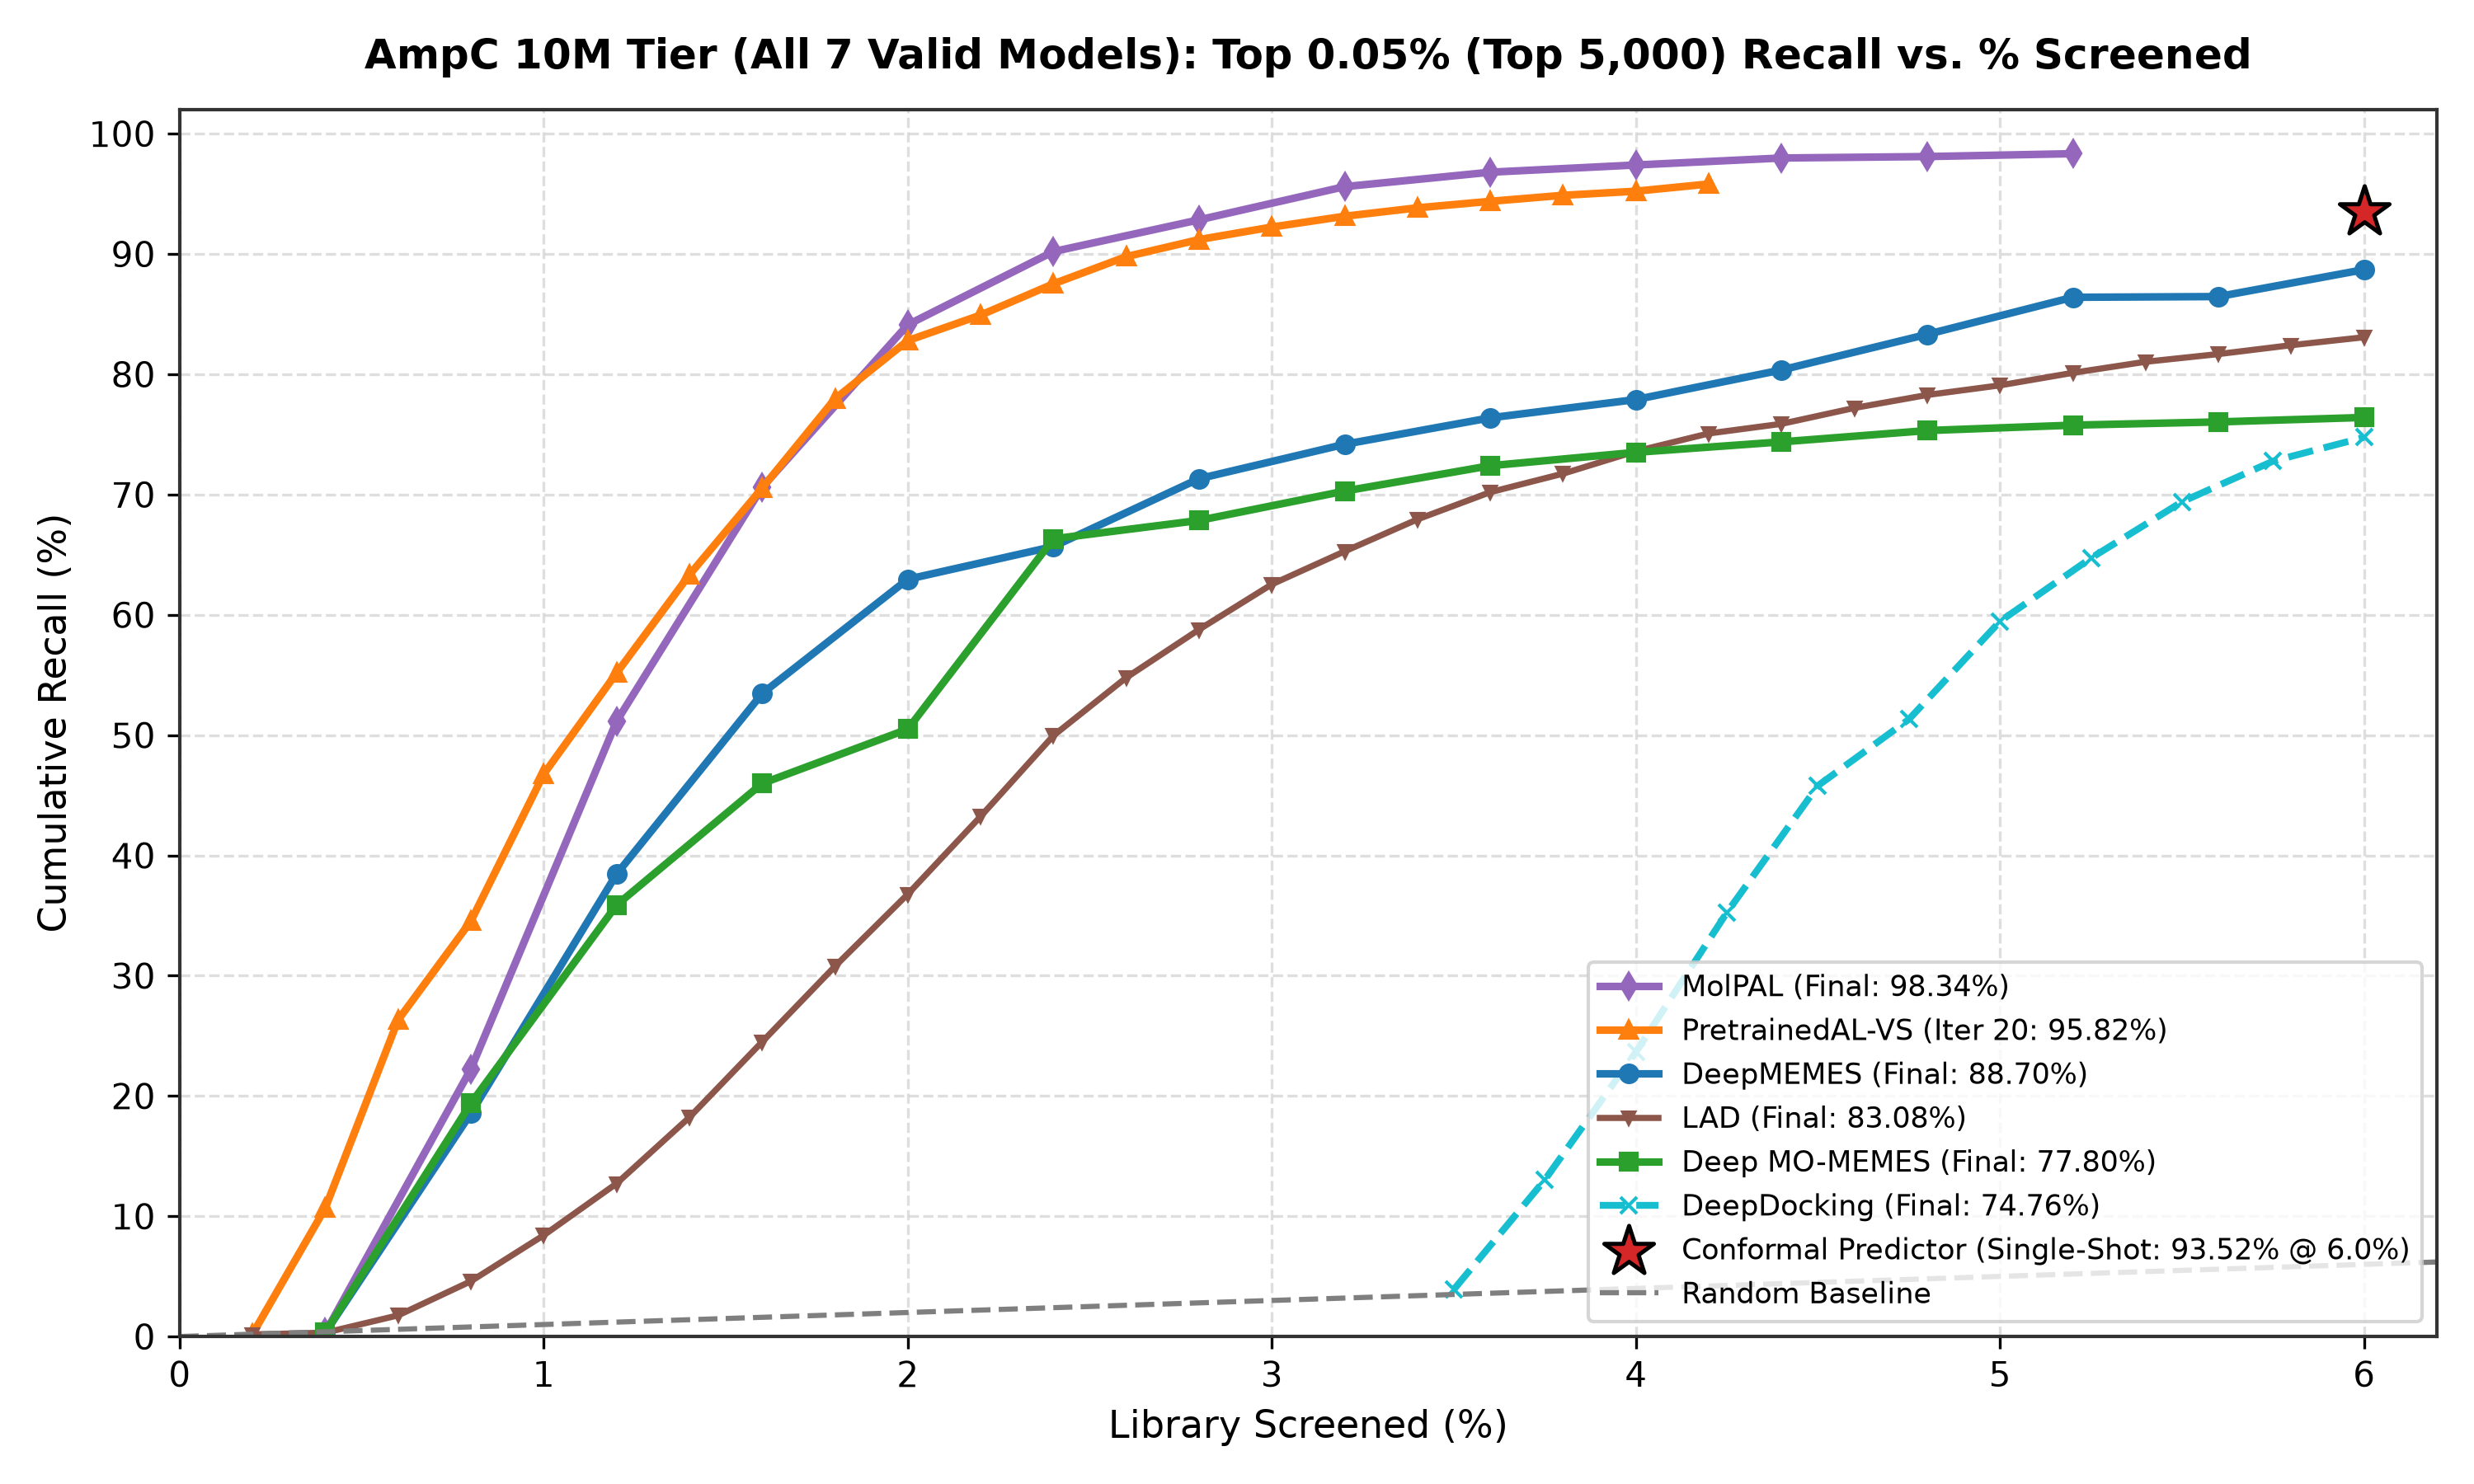 AmpC 10M Tier (All 7 Valid Models): Top 0.05% (Top 5,000) Recall vs. % Screened
Cumulative Recall (%)
100
90
80
70
60
50
40
30
20
10
0
0 1 2 3 4 5 6
Library Screened (%)
MolPAL (Final: 98.34%)
PretrainedAL-VS (Iter 20: 95.82%)
DeepMEMES (Final: 88.70%)
LAD (Final: 83.08%)
Deep MO-MEMES (Final: 77.80%)
DeepDocking (Final: 74.76%)
Conformal Predictor (Single-Shot: 93.52% @ 6.0%)
Random Baseline